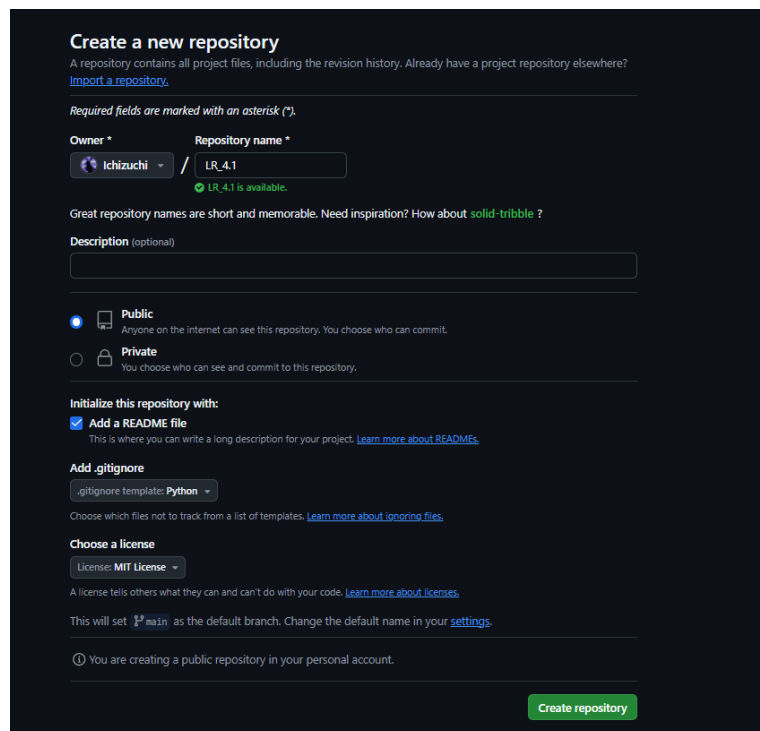 Create a new repository
A repository contains all project files, including the revision history. Already have a project repository elsewhere?
Import a repository.
Required fields are marked with an asterisk (*).
Owner * Repository name *
Ichizuchi / LR_4.1
LR_4.1 is available.
Great repository names are short and memorable. Need inspiration? How about solid-tribble ?
Description (optional)
Public
Anyone on the internet can see this repository. You choose who can commit.
Private
You choose who can see and commit to this repository.
Initialize this repository with:
Add a README file
This is where you can write a long description for your project. Learn more about READMEs.
Add .gitignore
.gitignore template: Python
Choose which files not to track from a list of templates. Learn more about ignoring files.
Choose a license
License: MIT License
A license tells others what they can and can't do with your code. Learn more about licenses.
This will set main as the default branch. Change the default name in your settings.
You are creating a public repository in your personal account.
Create repository